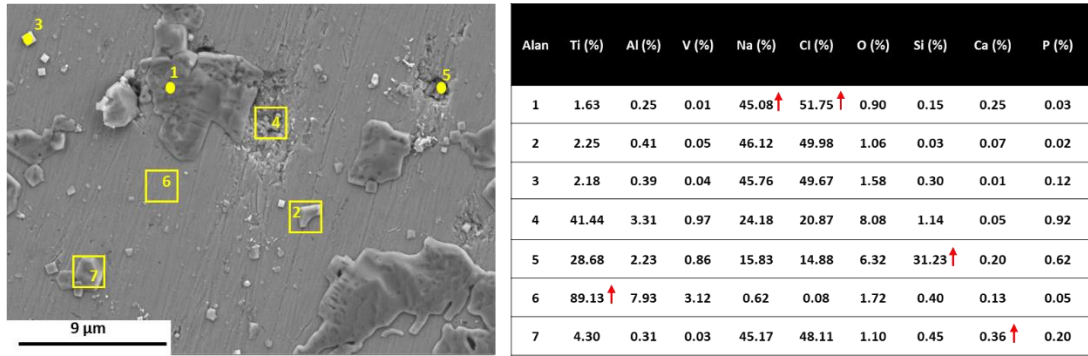 3
1
5
4
6
2
7
9 µm
Alan Ti (%) Al (%) V (%) Na (%) Cl (%) O (%) Si (%) Ca (%) P (%)
1 1.63 0.25 0.01 45.08 51.75 0.90 0.15 0.25 0.03
2 2.25 0.41 0.05 46.12 49.98 1.06 0.03 0.07 0.02
3 2.18 0.39 0.04 45.76 49.67 1.58 0.30 0.01 0.12
4 41.44 3.31 0.97 24.18 20.87 8.08 1.14 0.05 0.92
5 28.68 2.23 0.86 15.83 14.88 6.32 31.23 0.20 0.62
6 89.13 7.93 3.12 0.62 0.08 1.72 0.40 0.13 0.05
7 4.30 0.31 0.03 45.17 48.11 1.10 0.45 0.36 0.20